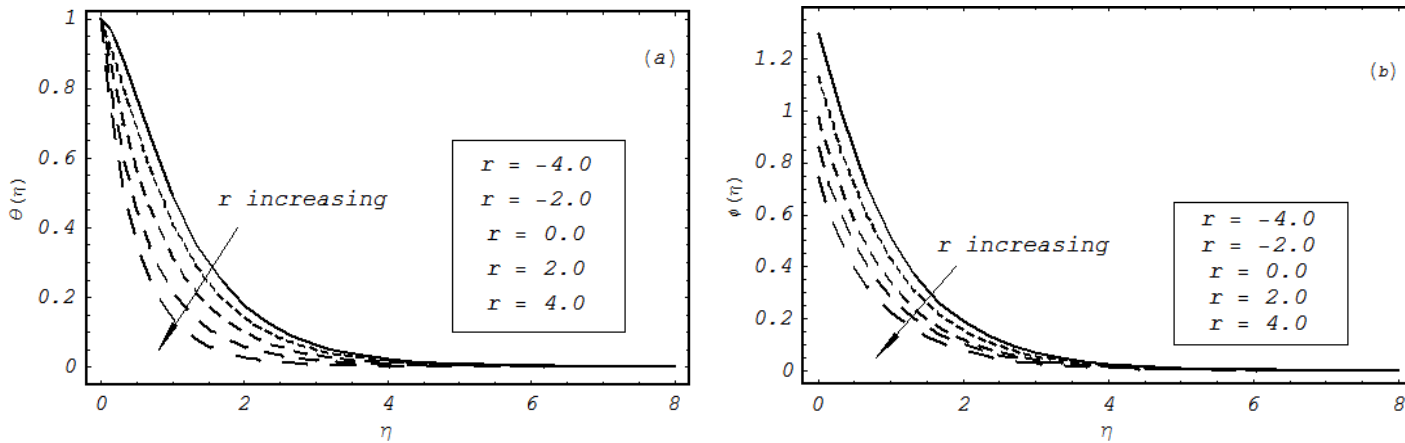 (a)
1
0.8
0.6
0.4
0.2
0
θ(η)
r = -4.0
r = -2.0
r = 0.0
r = 2.0
r = 4.0
r increasing
0 2 4 6 8
η
(b)
1.2
1
0.8
0.6
0.4
0.2
0
ϕ(η)
r = -4.0
r = -2.0
r = 0.0
r = 2.0
r = 4.0
r increasing
0 2 4 6 8
η